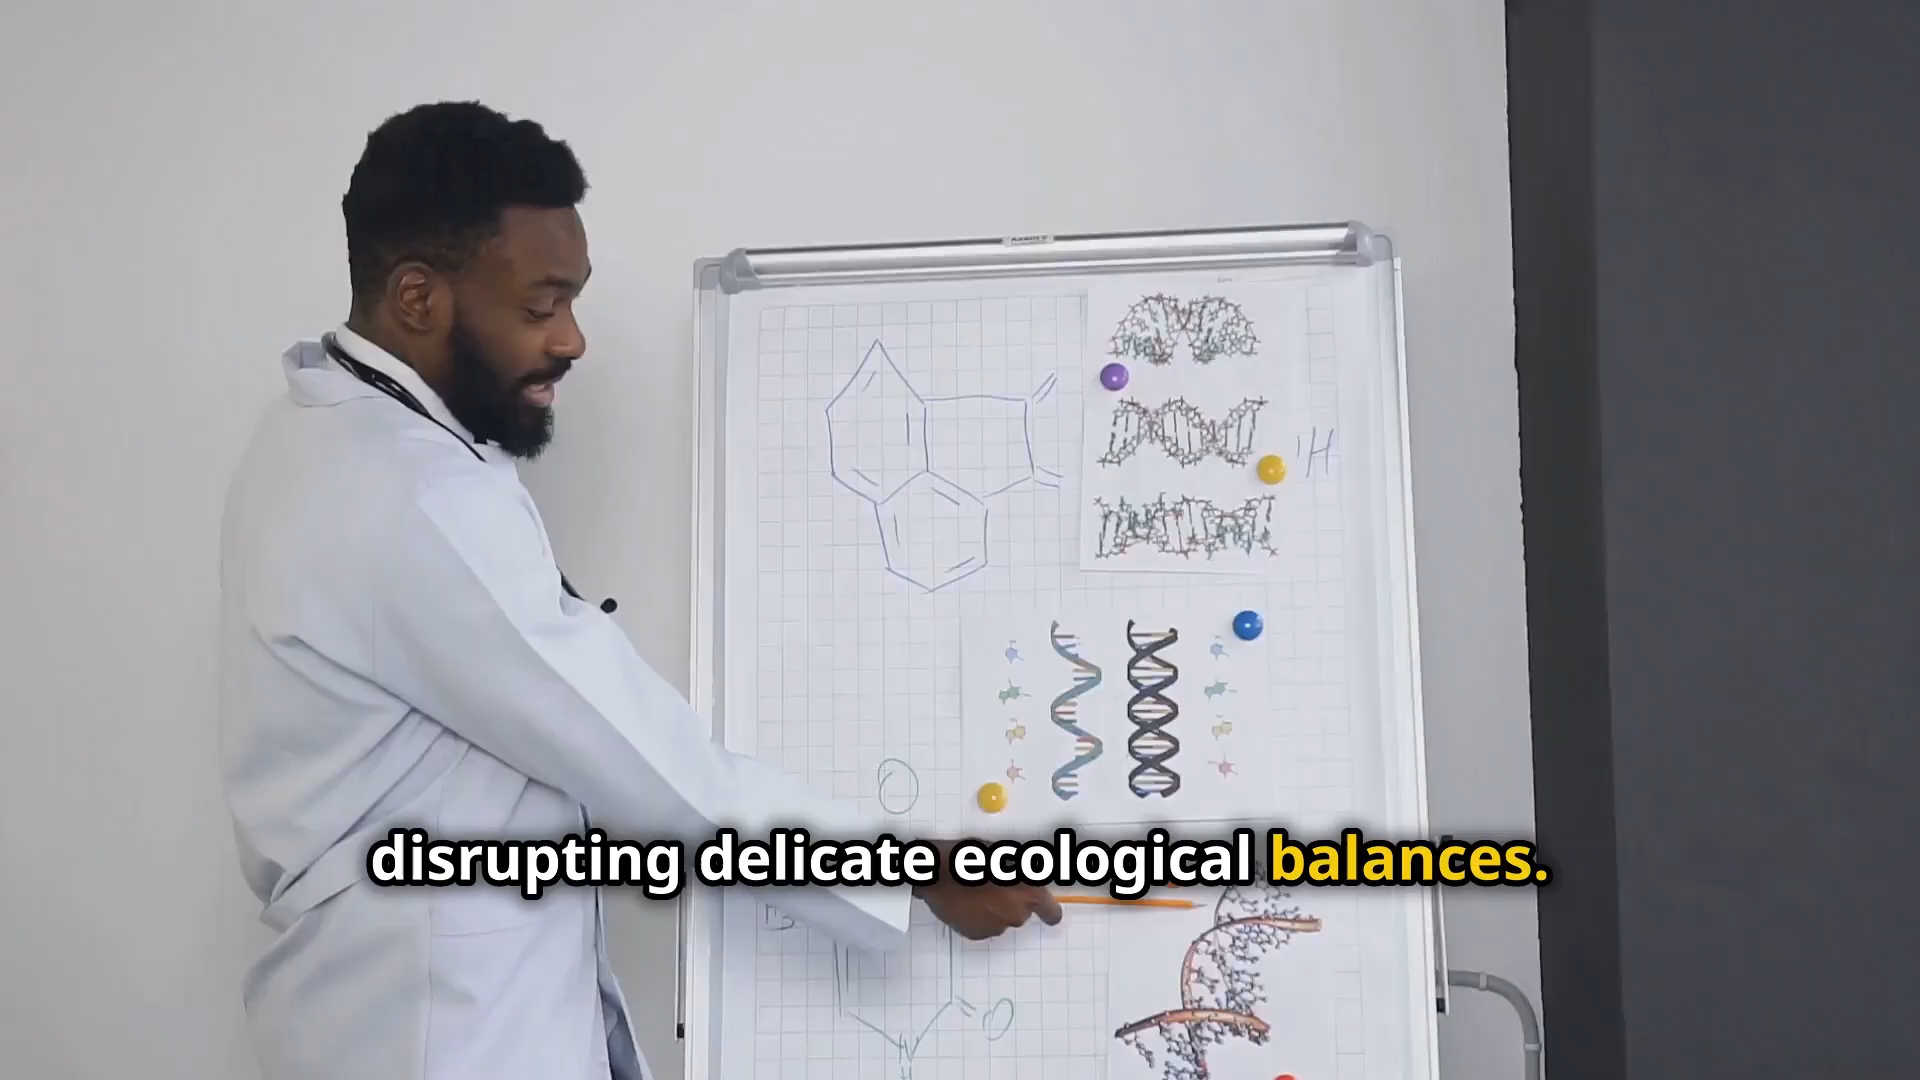 'H
disrupting delicate ecological balances.
O
N